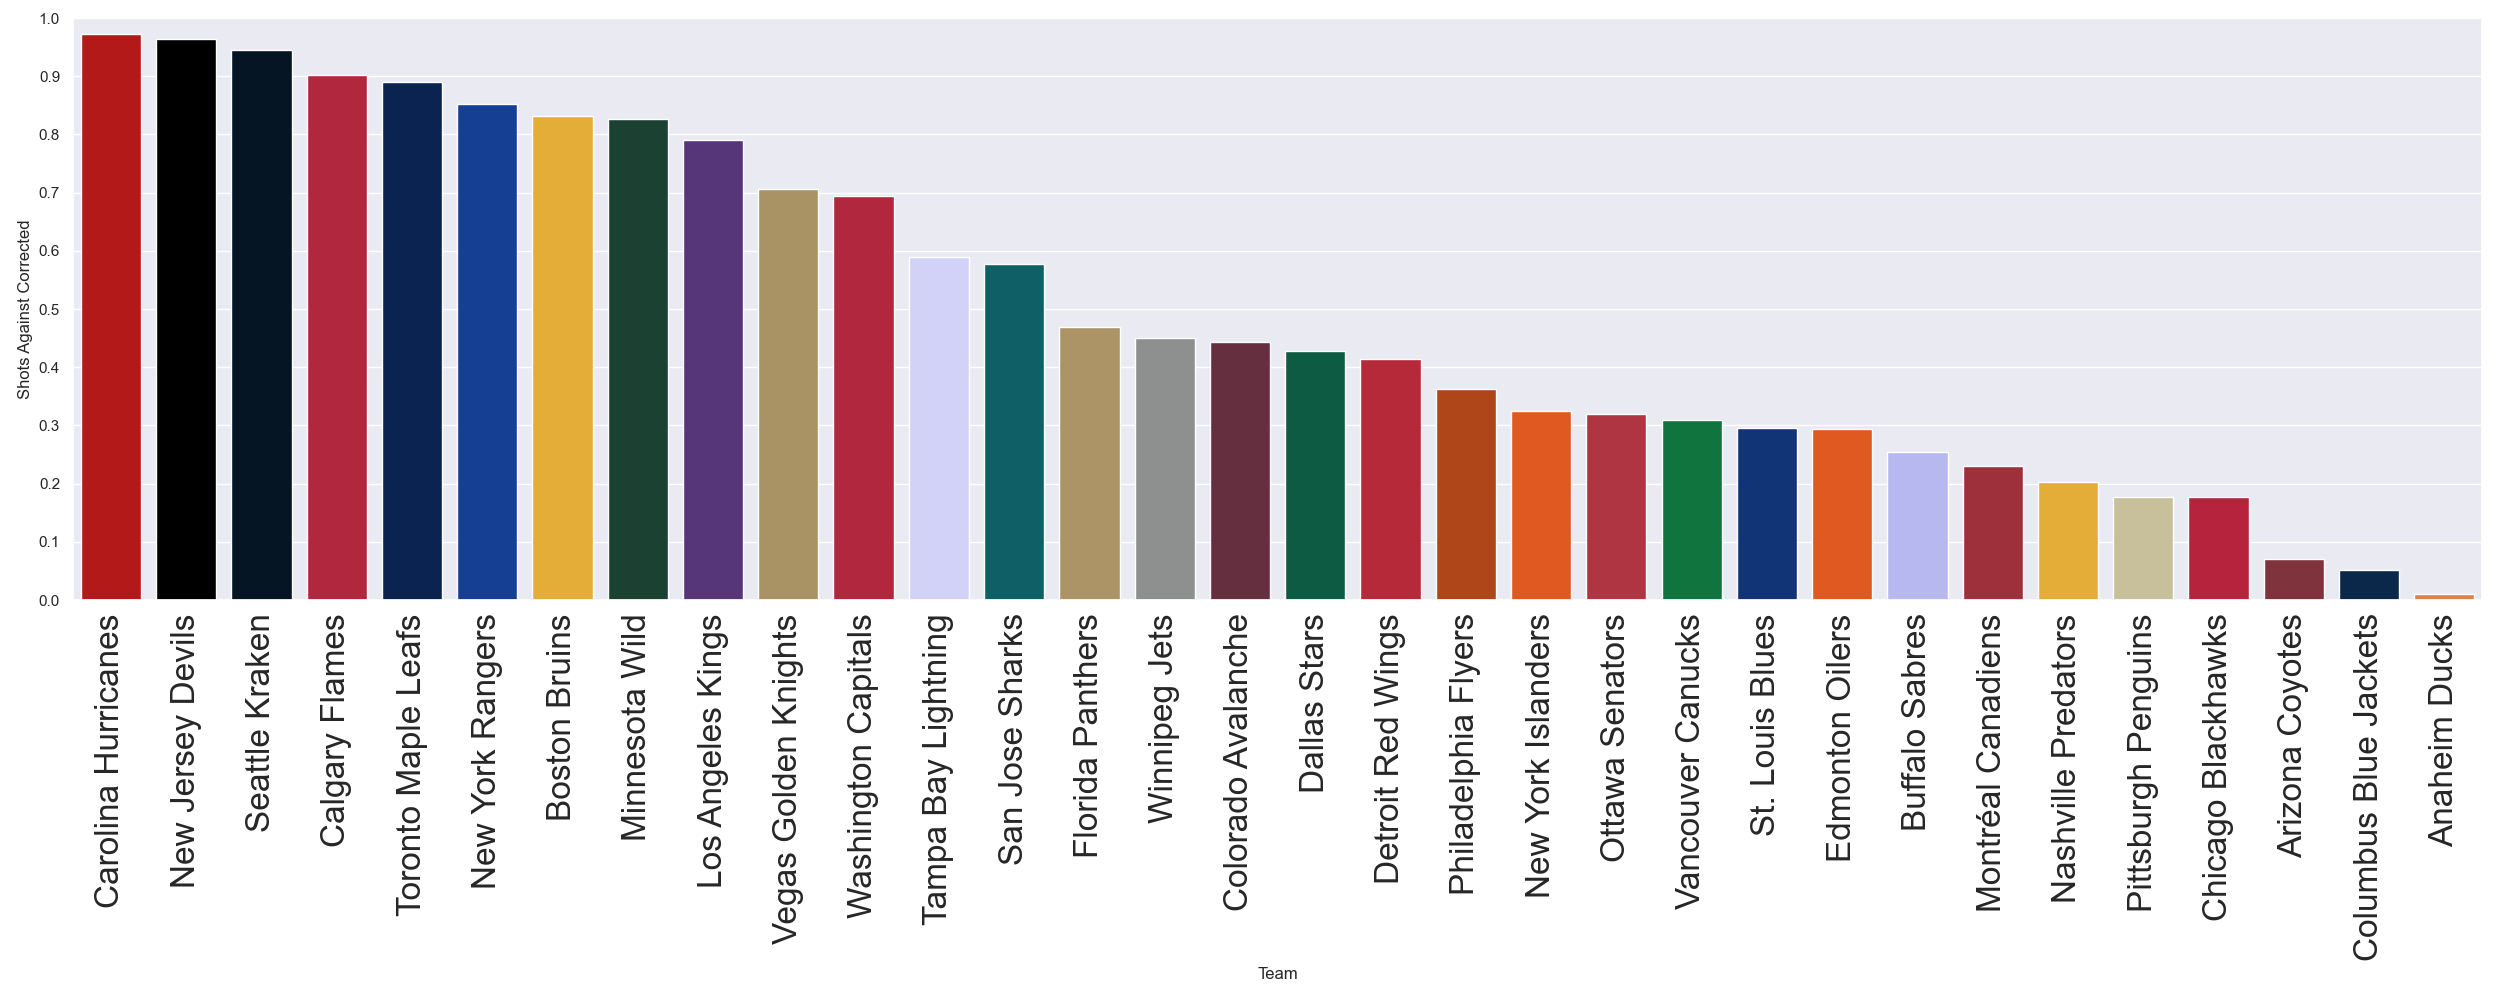 1.0
0.9
0.8
0.7
0.6
0.5
0.4
0.3
0.2
0.1
0.0
Shots Against Corrected
Carolina Hurricanes
New Jersey Devils
Seattle Kraken
Calgary Flames
Toronto Maple Leafs
New York Rangers
Boston Bruins
Minnesota Wild
Los Angeles Kings
Vegas Golden Knights
Washington Capitals
Tampa Bay Lightning
San Jose Sharks
Florida Panthers
Winnipeg Jets
Colorado Avalanche
Dallas Stars
Detroit Red Wings
Philadelphia Flyers
New York Islanders
Ottawa Senators
Vancouver Canucks
St. Louis Blues
Edmonton Oilers
Buffalo Sabres
Montréal Canadiens
Nashville Predators
Pittsburgh Penguins
Chicago Blackhawks
Arizona Coyotes
Columbus Blue Jackets
Anaheim Ducks
Team